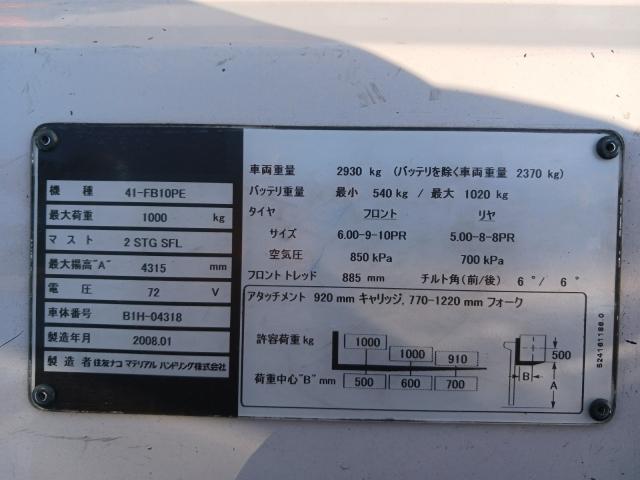 機種 41-FB10PE
最大荷重 1000 kg
マスト 2 STG SFL
最大揚高"A" 4315 mm
電圧 72 V
車体番号 B1H-04318
製造年月 2008.01
製造者 住友ナコ マテリアル ハンドリング株式会社
車両重量 2930 kg (バッテリを除く車両重量 2370 kg)
バッテリ重量 最小 540 kg / 最大 1020 kg
タイヤ フロント リヤ
サイズ 6.00-9-10PR 5.00-8-8PR
空気圧 850 kPa 700 kPa
フロントトレッド 885 mm チルト角(前/後) 6°/ 6°
アタッチメント 920 mm キャリッジ, 770-1220 mm フォーク
許容荷重 kg 1000 1000 910
荷重中心"B" mm 500 600 700
500
B
A
524161180.0